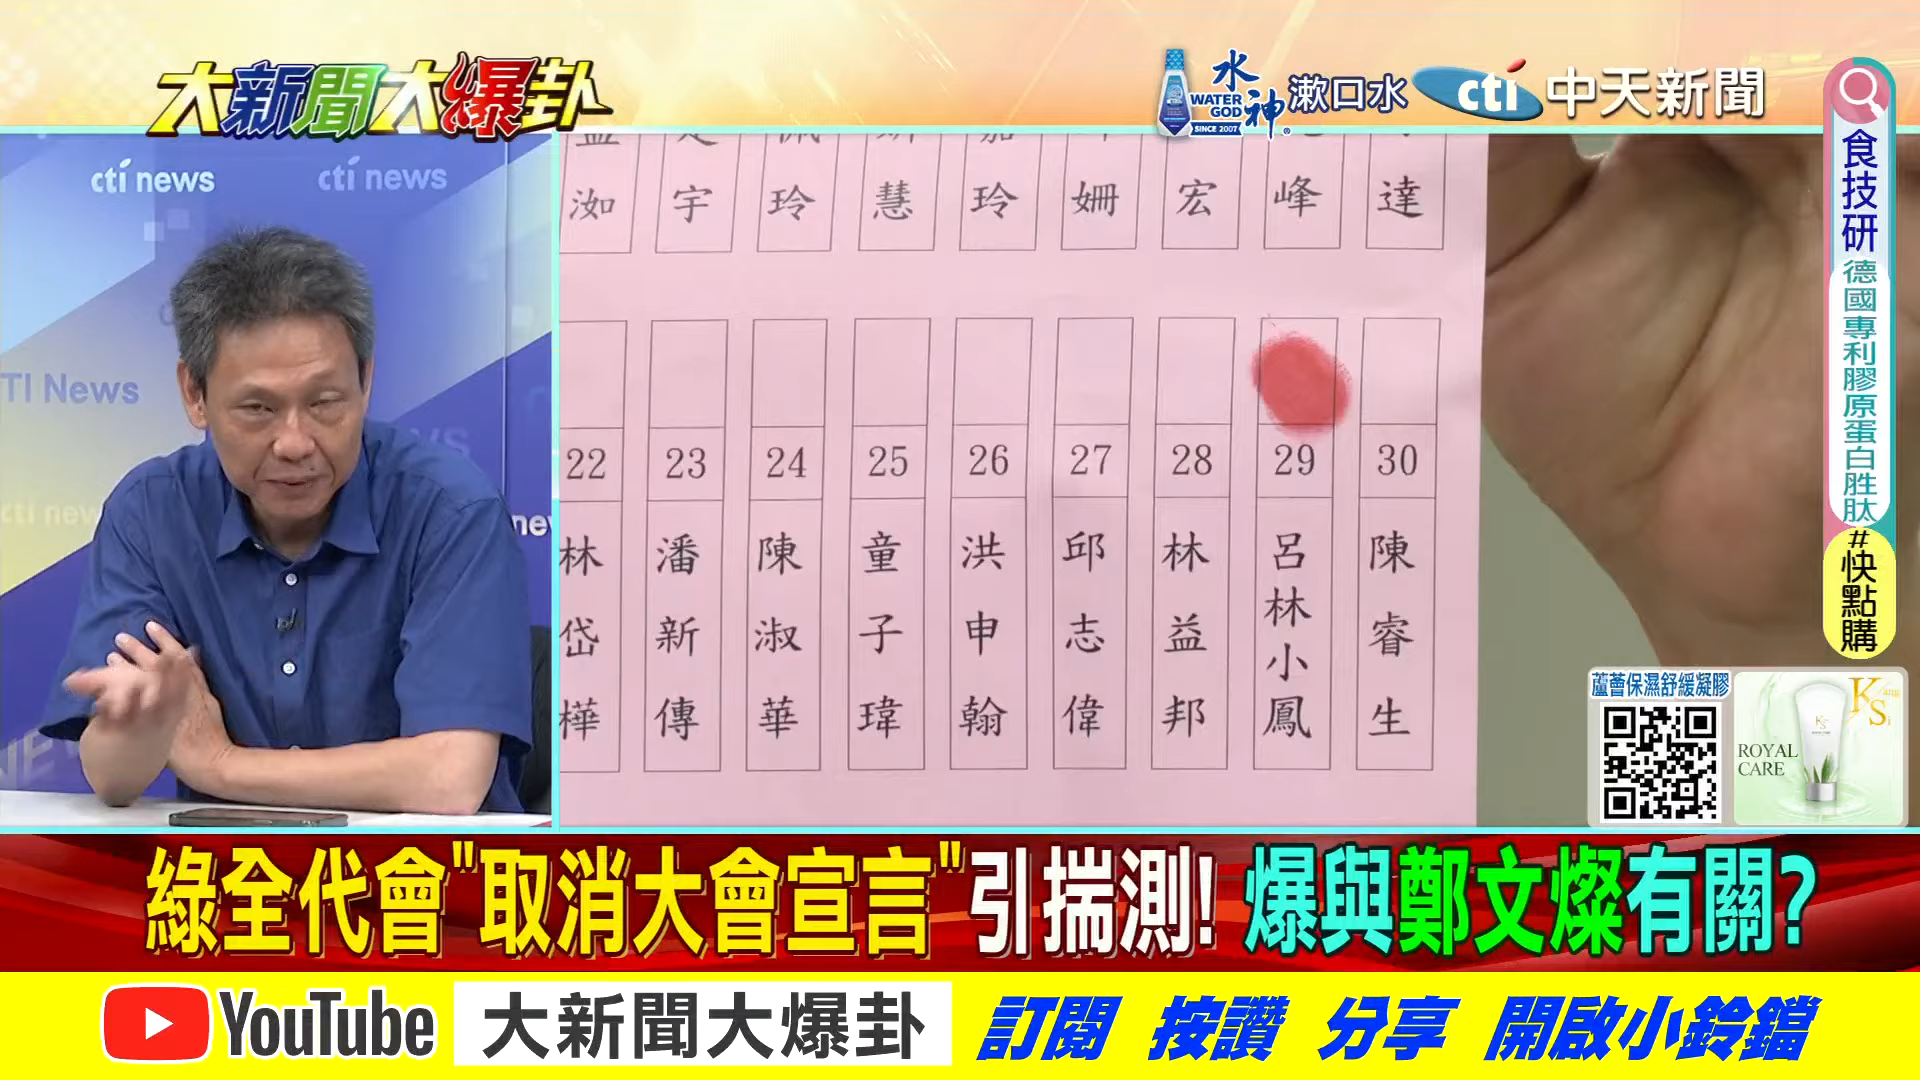 大新聞大爆卦
水神
WATER GOD
SINCE 2007
漱口水
cti 中天新聞
cti news
cti news
TI News
cti new
new
NEW
洳 宇 玲 慧 玲 姍 宏 峰 達
22 23 24 25 26 27 28 29 30
林岱樺
潘新傳
陳淑華
童子瑋
洪申翰
邱志偉
林益邦
呂林小鳳
陳睿生
食技研
德國專利膠原蛋白胜肽
#快點購
蘆薈保濕舒緩凝膠
ROYAL
CARE
綠全代會"取消大會宣言"引揣測! 爆與鄭文燦有關?
YouTube 大新聞大爆卦 訂閱 按讚 分享 開啟小鈴鐺